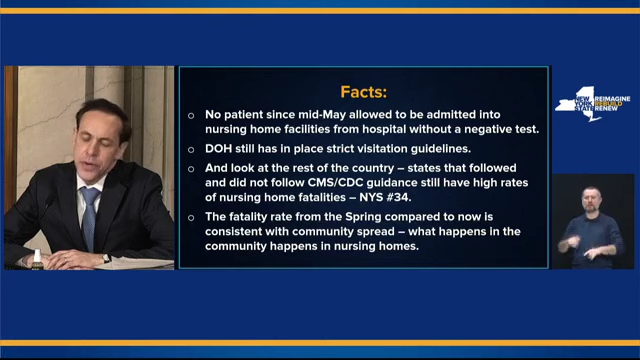 Facts:
No patient since mid-May allowed to be admitted into
nursing home facilities from hospital without a negative test.
DOH still has in place strict visitation guidelines.
And look at the rest of the country – states that followed
and did not follow CMS/CDC guidance still have high rates
of nursing home fatalities – NYS #34.
The fatality rate from the Spring compared to now is
consistent with community spread – what happens in the
community happens in nursing homes.
NEW
YORK
STATE
REIMAGINE
REBUILD
RENEW